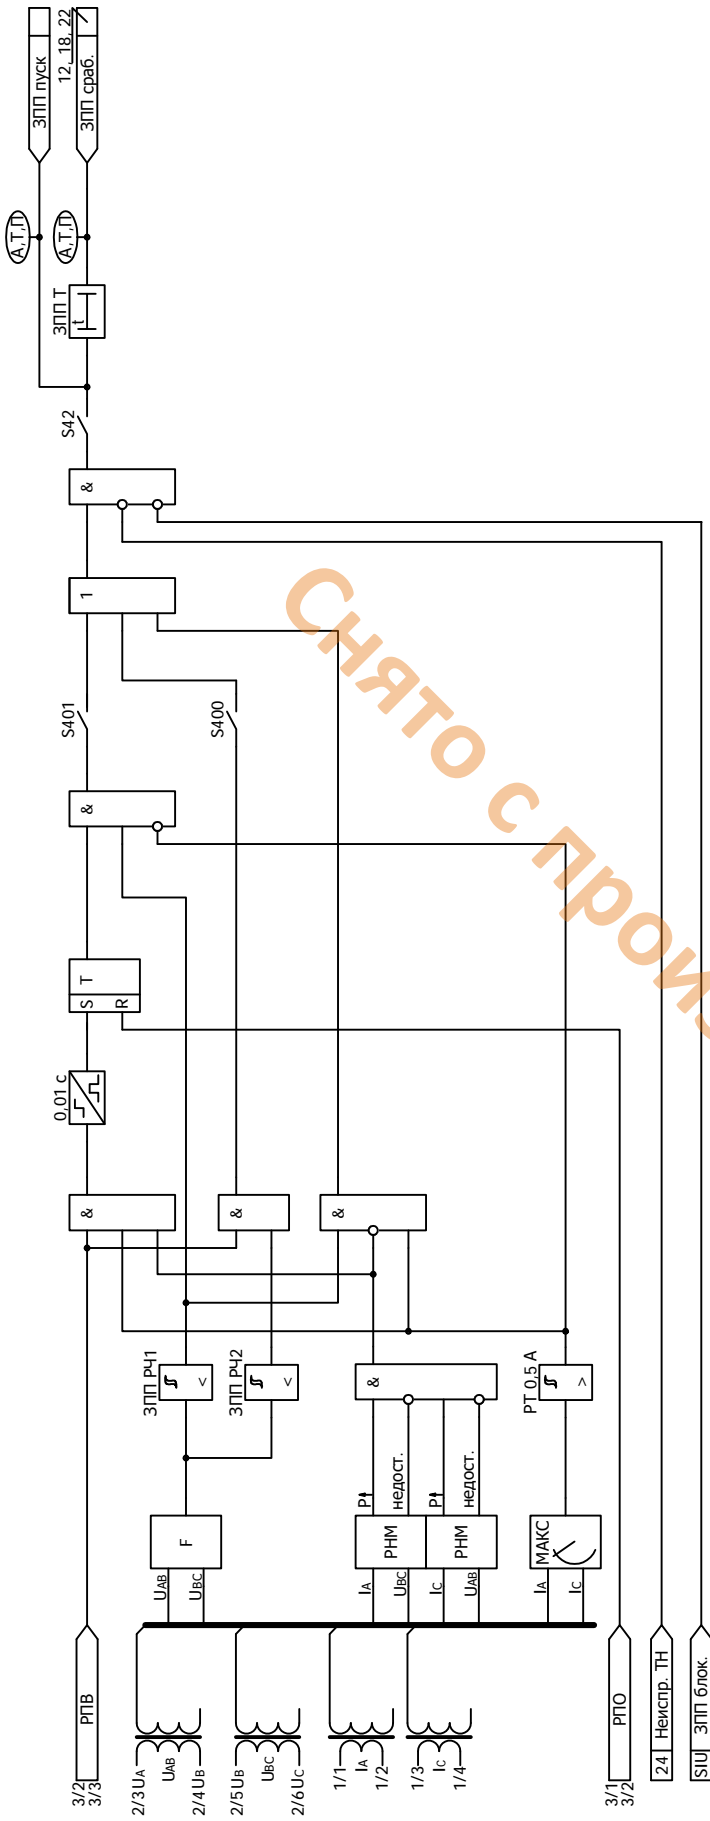 ЗПП пуск
12, 18, 22
ЗПП сраб.
А,Т,П
А,Т,П
ЗПП Т
t
S42
&
1
S401
S400
&
S T
R
0,01 с
&
&
&
ЗПП РЧ1
<
ЗПП РЧ2
<
&
РТ 0,5 А
>
F
P
недост.
P
недост.
РНМ
РНМ
МАКС
UAB
UBC
IA
UBC
IC
UAB
IA
IC
3/2
3/3
РПВ
2/3 UA
UAB
2/4 UB
2/5 UB
UBC
2/6 UC
1/1
IA
1/2
1/3
IC
1/4
3/1
3/2
РПО
24 Неиспр. ТН
SIU ЗПП блок.
Снято с произ